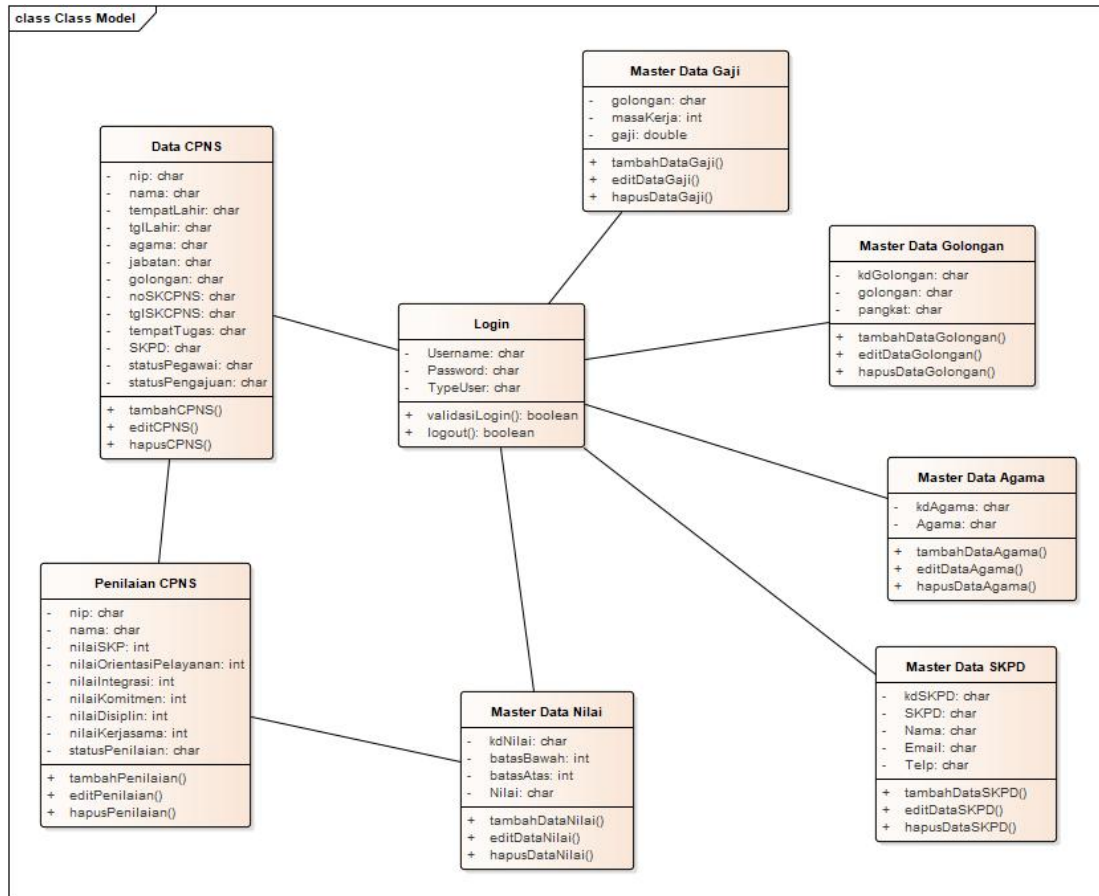 class Class Model
Master Data Gaji
- golongan: char
- masaKerja: int
- gaji: double
+ tambahDataGaji()
+ editDataGaji()
+ hapusDataGaji()
Data CPNS
- nip: char
- nama: char
- tempatLahir: char
- tglLahir: char
- agama: char
- jabatan: char
- golongan: char
- noSKCPNS: char
- tglSKCPNS: char
- tempatTugas: char
- SKPD: char
- statusPegawai: char
- statusPengajuan: char
+ tambahCPNS()
+ editCPNS()
+ hapusCPNS()
Master Data Golongan
- kdGolongan: char
- golongan: char
- pangkat: char
+ tambahDataGolongan()
+ editDataGolongan()
+ hapusDataGolongan()
Login
- Username: char
- Password: char
- TypeUser: char
+ validasiLogin(): boolean
+ logout(): boolean
Master Data Agama
- kdAgama: char
- Agama: char
+ tambahDataAgama()
+ editDataAgama()
+ hapusDataAgama()
Penilaian CPNS
- nip: char
- nama: char
- nilaiSKP: int
- nilaiOrientasiPelayanan: int
- nilaiIntegrasi: int
- nilaiKomitmen: int
- nilaiDisiplin: int
- nilaiKerjasama: int
- statusPenilaian: char
+ tambahPenilaian()
+ editPenilaian()
+ hapusPenilaian()
Master Data Nilai
- kdNilai: char
- batasBawah: int
- batasAtas: int
- Nilai: char
+ tambahDataNilai()
+ editDataNilai()
+ hapusDataNilai()
Master Data SKPD
- kdSKPD: char
- SKPD: char
- Nama: char
- Email: char
- Telp: char
+ tambahDataSKPD()
+ editDataSKPD()
+ hapusDataSKPD()